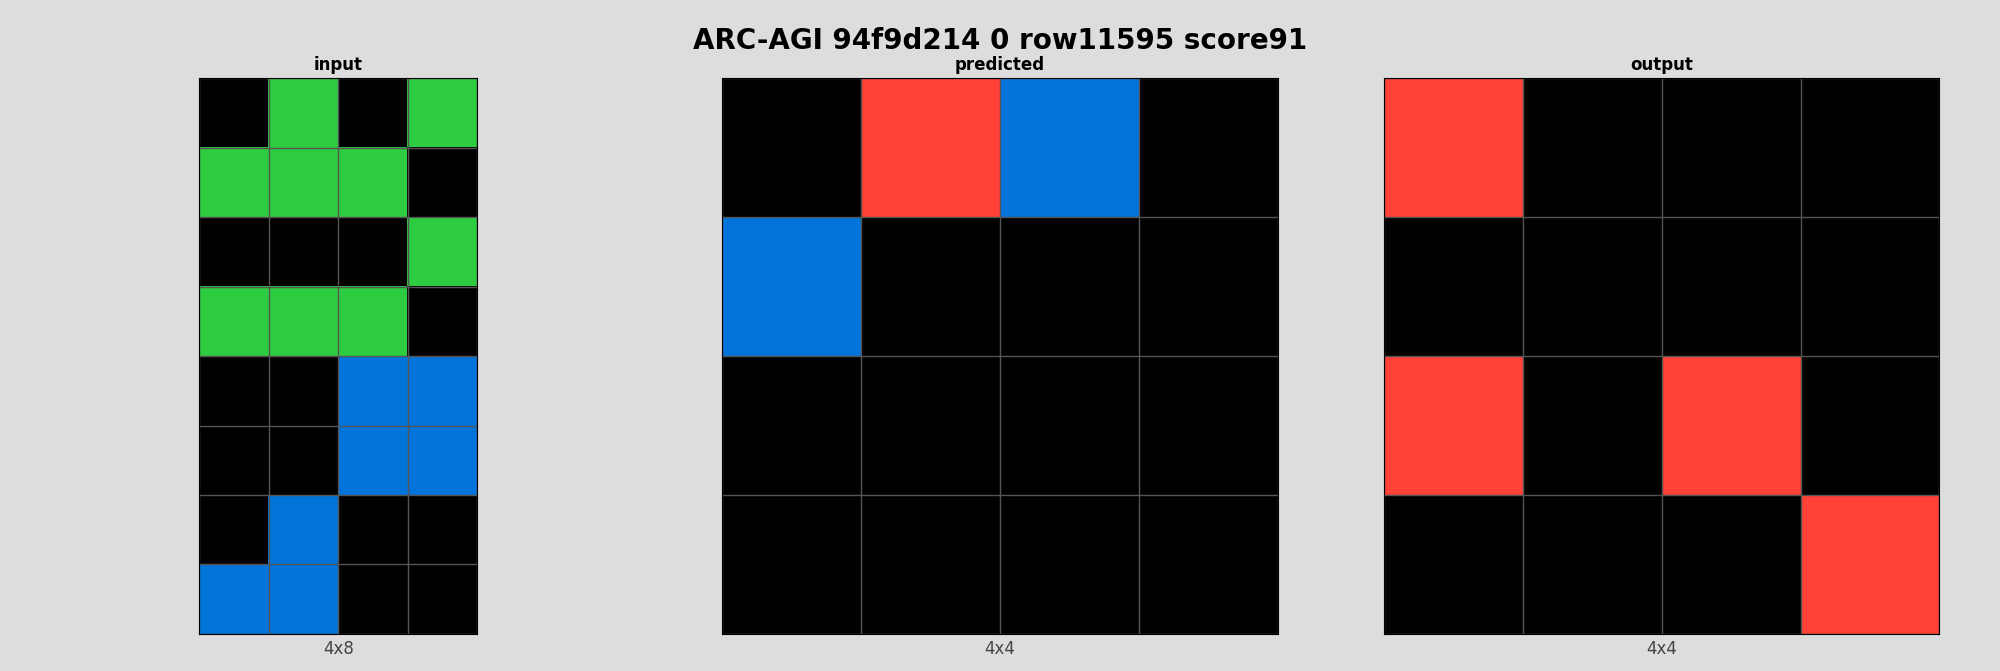 ARC-AGI 94f9d214 0 row11595 score91
input
predicted
output
4x8
4x4
4x4